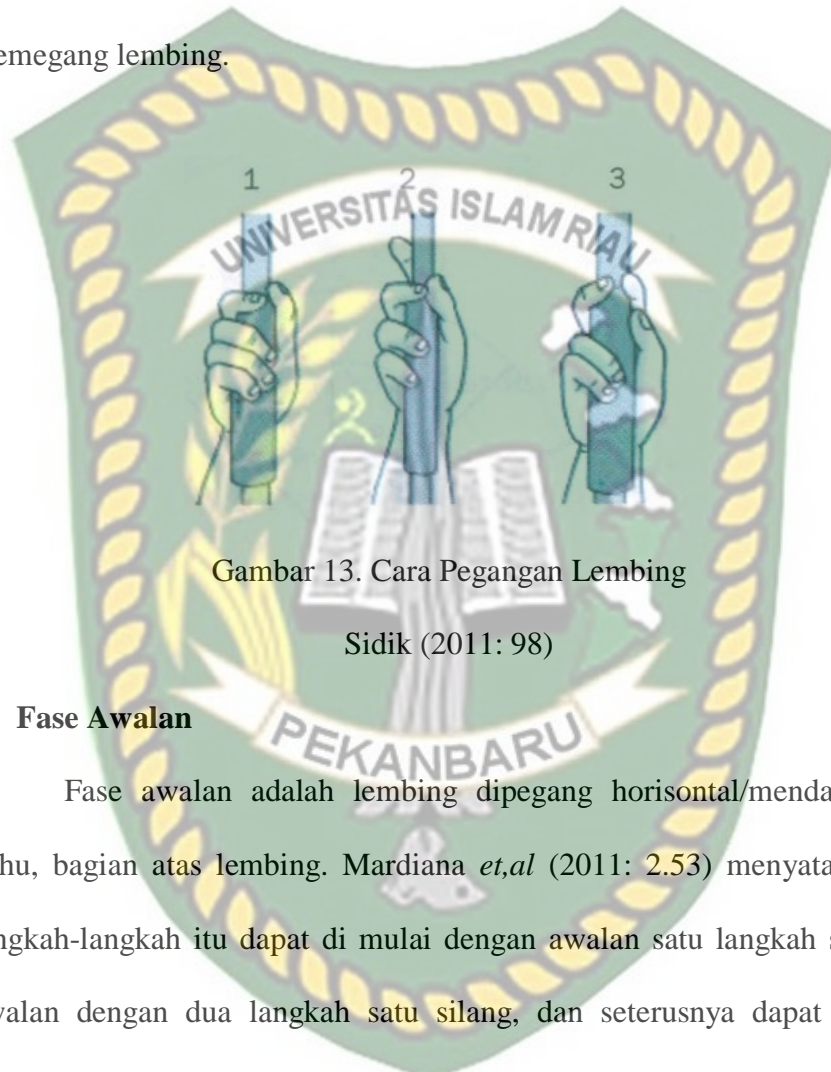 emegang lembing.
1 2 3
UNIVERSITAS ISLAM RIAU
Gambar 13. Cara Pegangan Lembing
Sidik (2011: 98)
Fase Awalan
PEKANBARU
Fase awalan adalah lembing dipegang horisontal/menda
hu, bagian atas lembing. Mardiana et,al (2011: 2.53) menyata
ngkah-langkah itu dapat di mulai dengan awalan satu langkah s
valan dengan dua langkah satu silang, dan seterusnya dapat